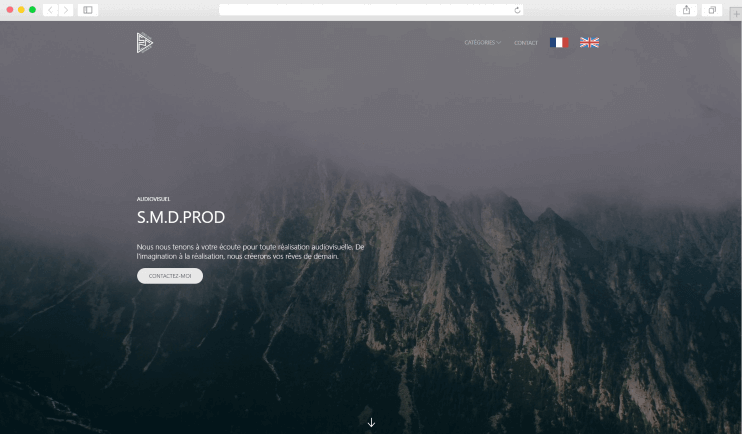 CATÉGORIES
CONTACT
AUDIOVISUEL
S.M.D.PROD
Nous nous tenons à votre écoute pour toute réalisation audiovisuelle. De
l'imagination à la réalisation, nous créerons vos rêves de demain.
CONTACTEZ-MOI